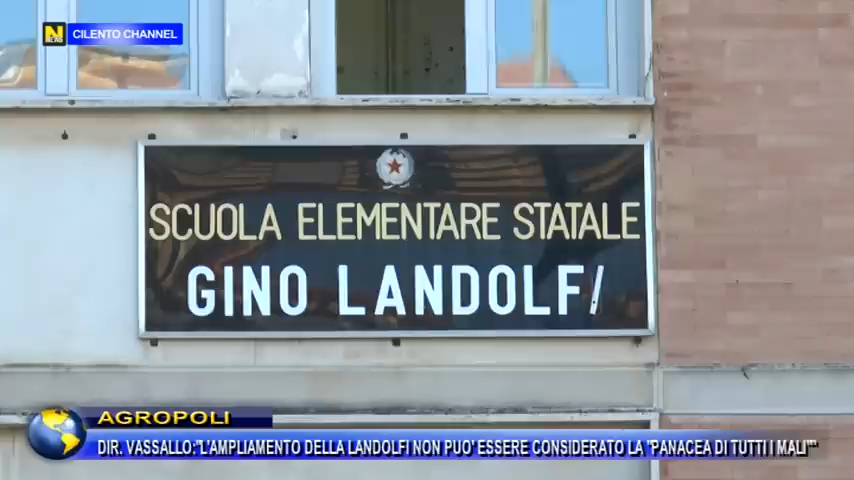 CILENTO CHANNEL
SCUOLA ELEMENTARE STATALE
GINO LANDOLFI
AGROPOLI
DIR. VASSALLO:"L'AMPLIAMENTO DELLA LANDOLFI NON PUO' ESSERE CONSIDERATO LA "PANACEA DI TUTTI I MALI""